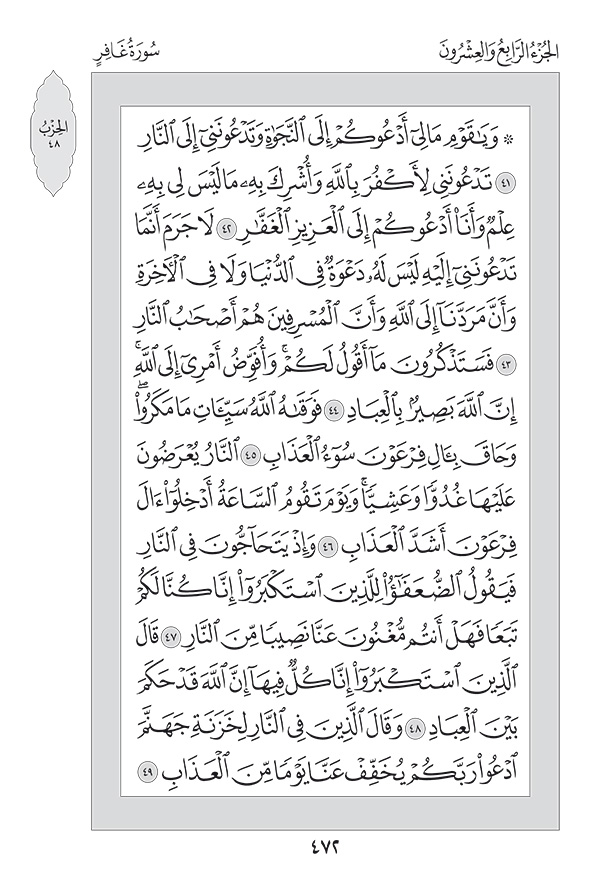 الجُزْءُ الرَّابِعُ وَالعِشْرُونَ
سُورَةُ غَافِرٍ
الحِزْبُ
٤٨
۞ وَيَٰقَوْمِ مَا لِيٓ أَدْعُوكُمْ إِلَى ٱلنَّجَوٰةِ وَتَدْعُونَنِيٓ إِلَى ٱلنَّارِ
٤١ تَدْعُونَنِي لِأَكْفُرَ بِٱللَّهِ وَأُشْرِكَ بِهِۦ مَا لَيْسَ لِي بِهِۦ
عِلْمٌ وَأَنَا۠ أَدْعُوكُمْ إِلَى ٱلْعَزِيزِ ٱلْغَفَّٰرِ ٤٢ لَا جَرَمَ أَنَّمَا
تَدْعُونَنِيٓ إِلَيْهِ لَيْسَ لَهُۥ دَعْوَةٌ فِي ٱلدُّنْيَا وَلَا فِي ٱلْأٓخِرَةِ
وَأَنَّ مَرَدَّنَآ إِلَى ٱللَّهِ وَأَنَّ ٱلْمُسْرِفِينَ هُمْ أَصْحَٰبُ ٱلنَّارِ
٤٣ فَسَتَذْكُرُونَ مَآ أَقُولُ لَكُمْۚ وَأُفَوِّضُ أَمْرِيٓ إِلَى ٱللَّهِۚ
إِنَّ ٱللَّهَ بَصِيرٌۢ بِٱلْعِبَادِ ٤٤ فَوَقَىٰهُ ٱللَّهُ سَيِّـَٔاتِ مَا مَكَرُوا۟ۖ
وَحَاقَ بِـَٔالِ فِرْعَوْنَ سُوٓءُ ٱلْعَذَابِ ٤٥ ٱلنَّارُ يُعْرَضُونَ
عَلَيْهَا غُدُوًّا وَعَشِيًّاۖ وَيَوْمَ تَقُومُ ٱلسَّاعَةُ أَدْخِلُوٓا۟ ءَالَ
فِرْعَوْنَ أَشَدَّ ٱلْعَذَابِ ٤٦ وَإِذْ يَتَحَآجُّونَ فِي ٱلنَّارِ
فَيَقُولُ ٱلضُّعَفَٰٓؤُا۟ لِلَّذِينَ ٱسْتَكْبَرُوٓا۟ إِنَّا كُنَّا لَكُمْ
تَبَعًا فَهَلْ أَنتُم مُّغْنُونَ عَنَّا نَصِيبًا مِّنَ ٱلنَّارِ ٤٧ قَالَ
ٱلَّذِينَ ٱسْتَكْبَرُوٓا۟ إِنَّا كُلٌّ فِيهَآ إِنَّ ٱللَّهَ قَدْ حَكَمَ
بَيْنَ ٱلْعِبَادِ ٤٨ وَقَالَ ٱلَّذِينَ فِي ٱلنَّارِ لِخَزَنَةِ جَهَنَّمَ
ٱدْعُوا۟ رَبَّكُمْ يُخَفِّفْ عَنَّا يَوْمًا مِّنَ ٱلْعَذَابِ ٤٩
٤٧٢